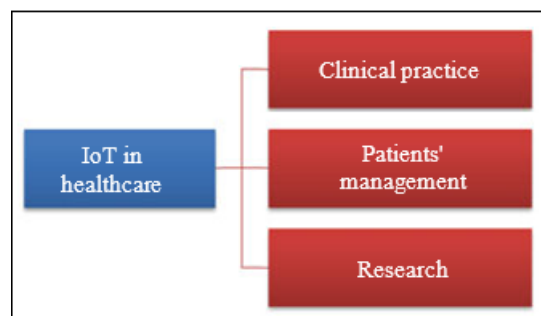 Clinical practice
IoT in
healthcare
Patients'
management
Research